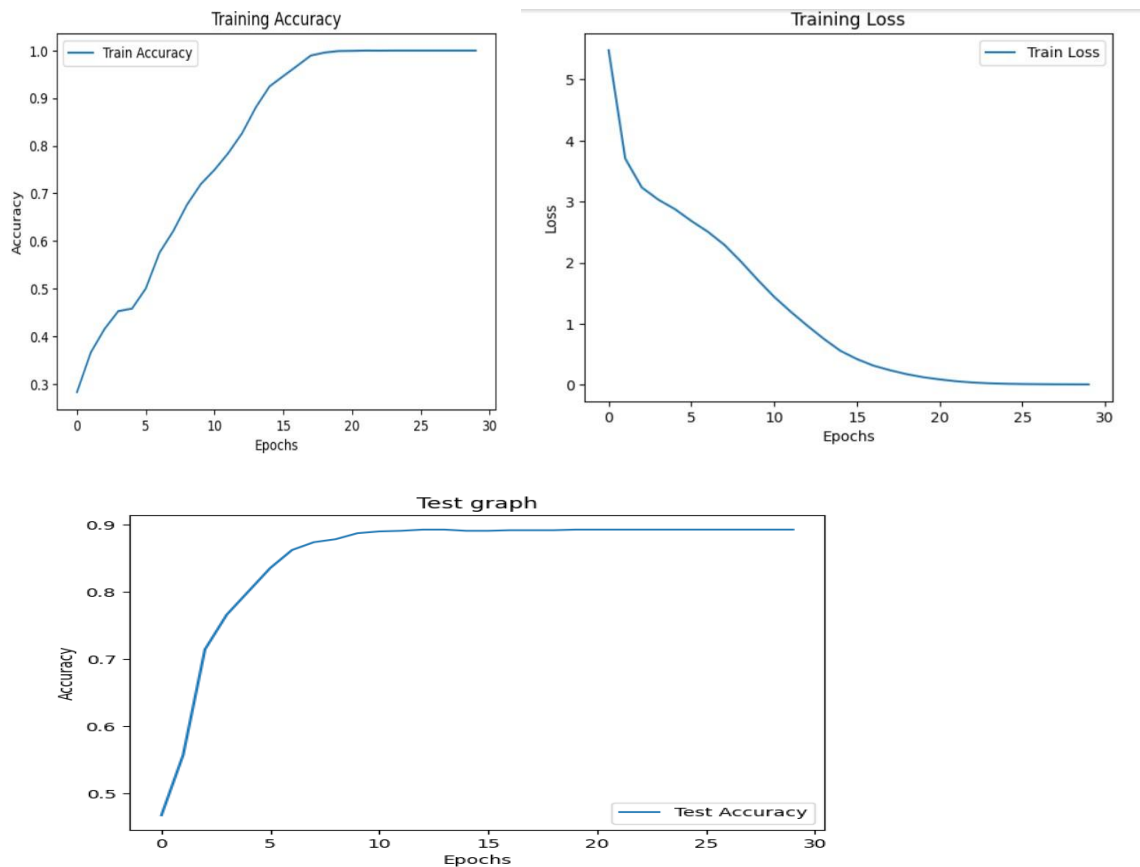 Training Accuracy
Train Accuracy
1.0
0.9
0.8
0.7
0.6
0.5
0.4
0.3
Accuracy
0 5 10 15 20 25 30
Epochs
Training Loss
Train Loss
5
4
3
2
1
0
Loss
0 5 10 15 20 25 30
Epochs
Test graph
0.9
0.8
0.7
0.6
0.5
Accuracy
Test Accuracy
0 5 10 15 20 25 30
Epochs